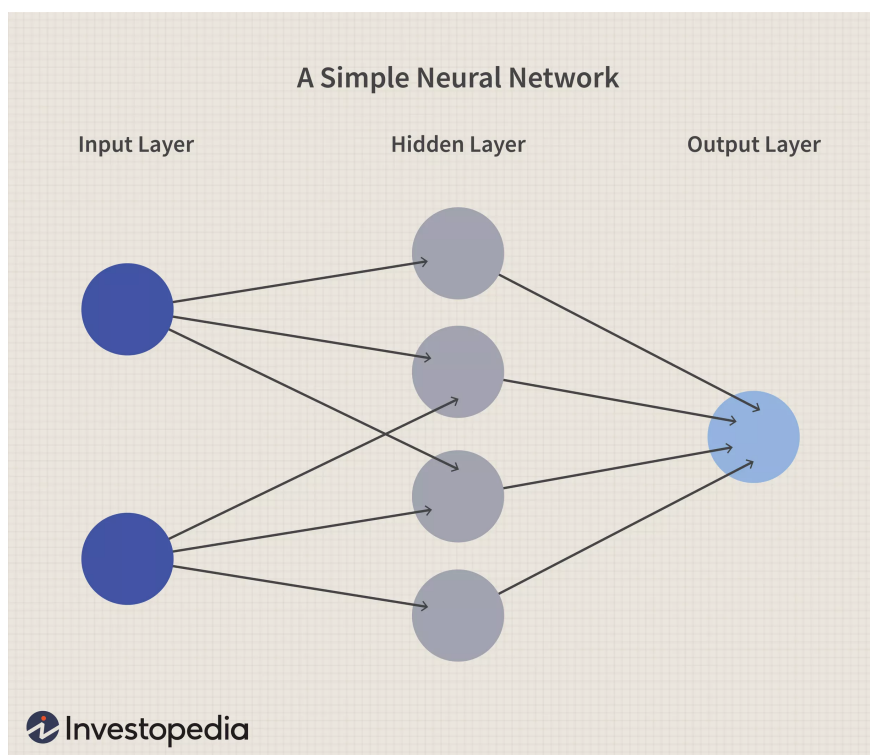 A Simple Neural Network
Input Layer Hidden Layer Output Layer
Investopedia